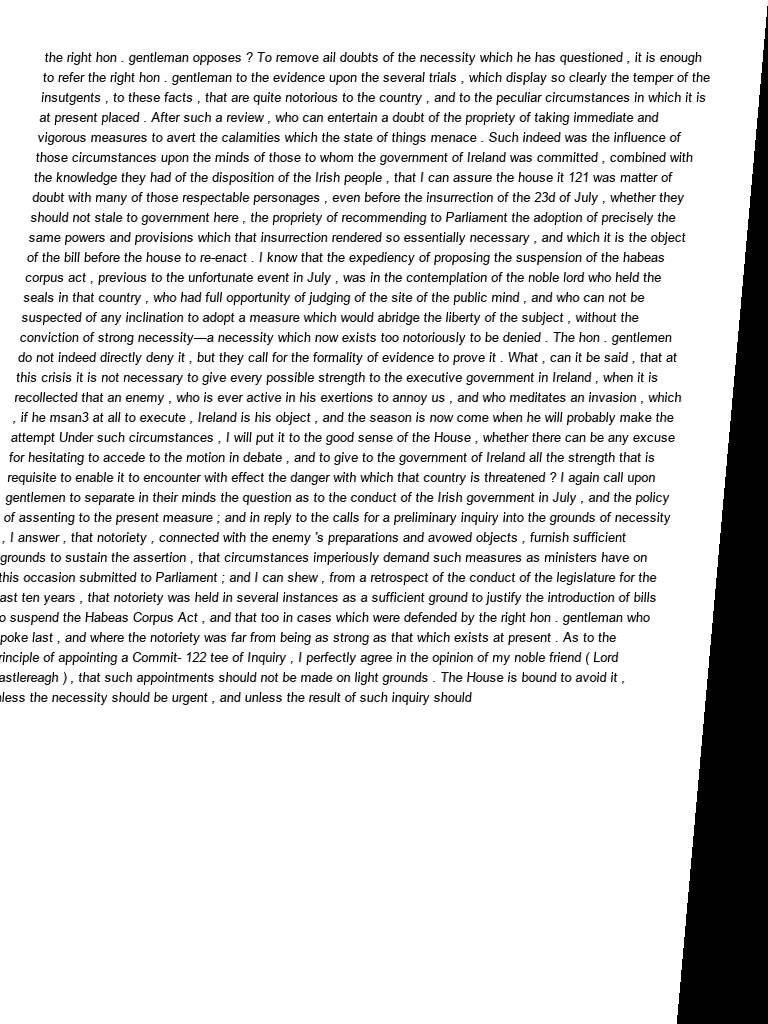 the right hon . gentleman opposes ? To remove ail doubts of the necessity which he has questioned , it is enough
to refer the right hon . gentleman to the evidence upon the several trials , which display so clearly the temper of the
insutgents , to these facts , that are quite notorious to the country , and to the peculiar circumstances in which it is
at present placed . After such a review , who can entertain a doubt of the propriety of taking immediate and
vigorous measures to avert the calamities which the state of things menace . Such indeed was the influence of
those circumstances upon the minds of those to whom the government of Ireland was committed , combined with
the knowledge they had of the disposition of the Irish people , that I can assure the house it 121 was matter of
doubt with many of those respectable personages , even before the insurrection of the 23d of July , whether they
should not stale to government here , the propriety of recommending to Parliament the adoption of precisely the
same powers and provisions which that insurrection rendered so essentially necessary , and which it is the object
of the bill before the house to re-enact . I know that the expediency of proposing the suspension of the habeas
corpus act , previous to the unfortunate event in July , was in the contemplation of the noble lord who held the
seals in that country , who had full opportunity of judging of the site of the public mind , and who can not be
suspected of any inclination to adopt a measure which would abridge the liberty of the subject , without the
conviction of strong necessity—a necessity which now exists too notoriously to be denied . The hon . gentlemen
do not indeed directly deny it , but they call for the formality of evidence to prove it . What , can it be said , that at
this crisis it is not necessary to give every possible strength to the executive government in Ireland , when it is
recollected that an enemy , who is ever active in his exertions to annoy us , and who meditates an invasion , which
, if he msan3 at all to execute , Ireland is his object , and the season is now come when he will probably make the
attempt Under such circumstances , I will put it to the good sense of the House , whether there can be any excuse
for hesitating to accede to the motion in debate , and to give to the government of Ireland all the strength that is
requisite to enable it to encounter with effect the danger with which that country is threatened ? I again call upon
gentlemen to separate in their minds the question as to the conduct of the Irish government in July , and the policy
of assenting to the present measure ; and in reply to the calls for a preliminary inquiry into the grounds of necessity
, I answer , that notoriety , connected with the enemy 's preparations and avowed objects , furnish sufficient
grounds to sustain the assertion , that circumstances imperiously demand such measures as ministers have on
this occasion submitted to Parliament ; and I can shew , from a retrospect of the conduct of the legislature for the
ast ten years , that notoriety was held in several instances as a sufficient ground to justify the introduction of bills
o suspend the Habeas Corpus Act , and that too in cases which were defended by the right hon . gentleman who
poke last , and where the notoriety was far from being as strong as that which exists at present . As to the
rinciple of appointing a Commit- 122 tee of Inquiry , I perfectly agree in the opinion of my noble friend ( Lord
astlereagh ) , that such appointments should not be made on light grounds . The House is bound to avoid it ,
less the necessity should be urgent , and unless the result of such inquiry should